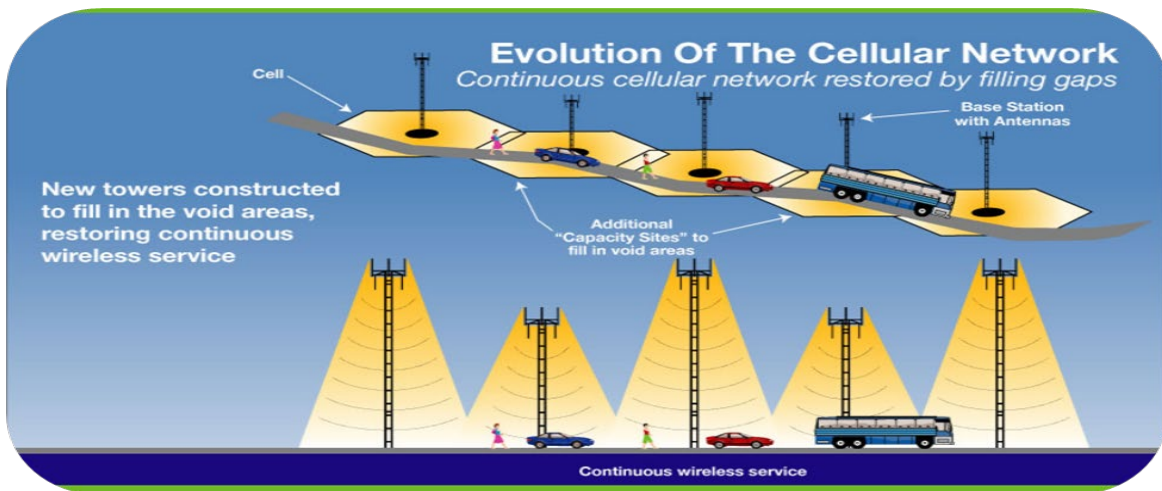 Evolution Of The Cellular Network
Continuous cellular network restored by filling gaps
Cell
Base Station
with Antennas
New towers constructed
to fill in the void areas,
restoring continuous
wireless service
Additional
"Capacity Sites" to
fill in void areas
Continuous wireless service